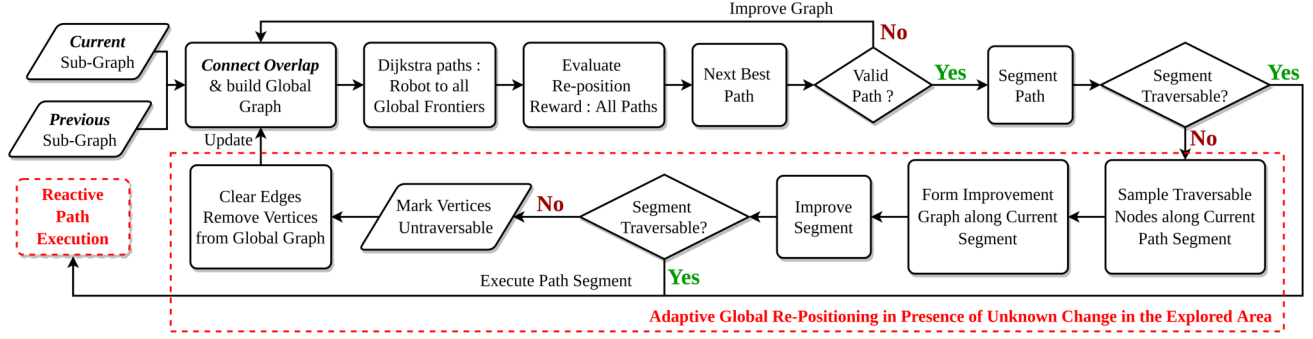 Improve Graph
Current
Sub-Graph
Previous
Sub-Graph
Connect Overlap
& build Global
Graph
Dijkstra paths :
Robot to all
Global Frontiers
Evaluate
Re-position
Reward : All Paths
Next Best
Path
Valid
Path ?
No
Yes
Segment
Path
Segment
Traversable?
Yes
No
Update
Sample Traversable
Nodes along Current
Path Segment
Form Improvement
Graph along Current
Segment
Improve
Segment
Segment
Traversable?
No
Yes
Mark Vertices
Untraversable
Clear Edges
Remove Vertices
from Global Graph
Reactive
Path
Execution
Execute Path Segment
Adaptive Global Re-Positioning in Presence of Unknown Change in the Explored Area